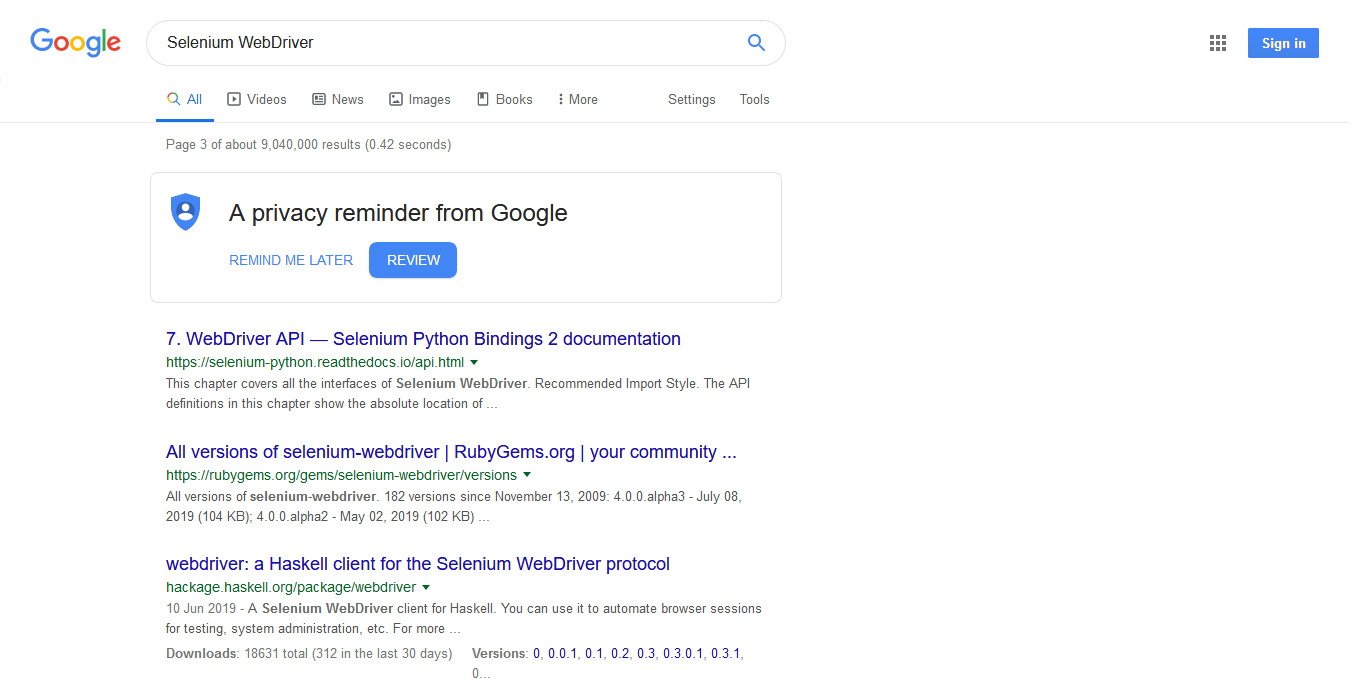 Google
Selenium WebDriver
Sign in
All Videos News Images Books More Settings Tools
Page 3 of about 9,040,000 results (0.42 seconds)
A privacy reminder from Google
REMIND ME LATER REVIEW
7. WebDriver API — Selenium Python Bindings 2 documentation
https://selenium-python.readthedocs.io/api.html
This chapter covers all the interfaces of Selenium WebDriver. Recommended Import Style. The API
definitions in this chapter show the absolute location of ...
All versions of selenium-webdriver | RubyGems.org | your community ...
https://rubygems.org/gems/selenium-webdriver/versions
All versions of selenium-webdriver. 182 versions since November 13, 2009: 4.0.0.alpha3 - July 08,
2019 (104 KB); 4.0.0.alpha2 - May 02, 2019 (102 KB) ...
webdriver: a Haskell client for the Selenium WebDriver protocol
hackage.haskell.org/package/webdriver
10 Jun 2019 - A Selenium WebDriver client for Haskell. You can use it to automate browser sessions
for testing, system administration, etc. For more ...
Downloads: 18631 total (312 in the last 30 days) Versions: 0, 0.0.1, 0.1, 0.2, 0.3, 0.3.0.1, 0.3.1,
0...